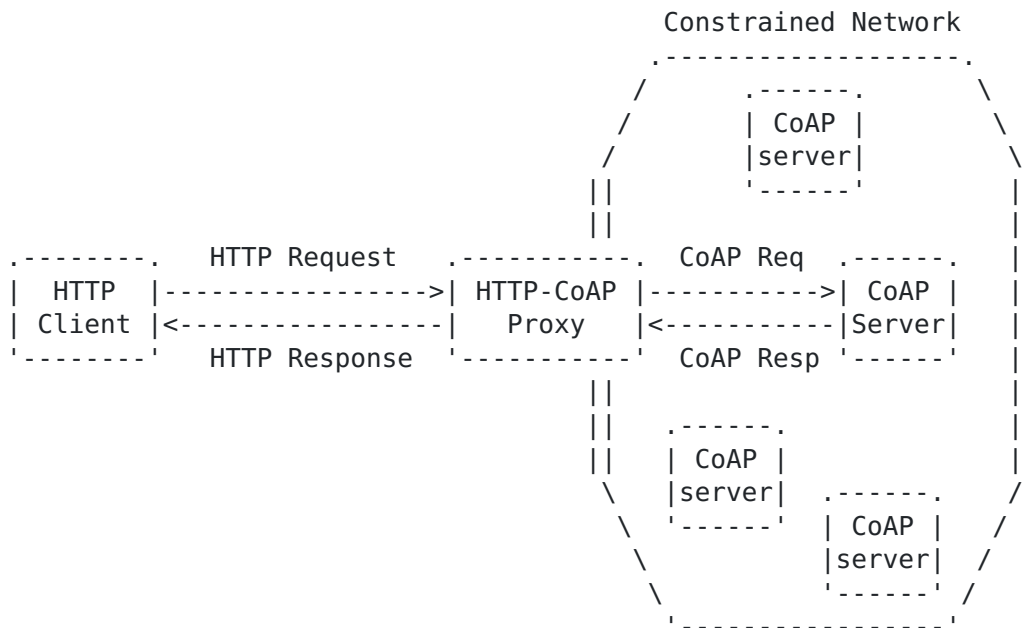 Constrained Network
CoAP
server
HTTP Request CoAP Req
HTTP HTTP-CoAP CoAP
Client Proxy Server
HTTP Response CoAP Resp
CoAP
server
CoAP
server